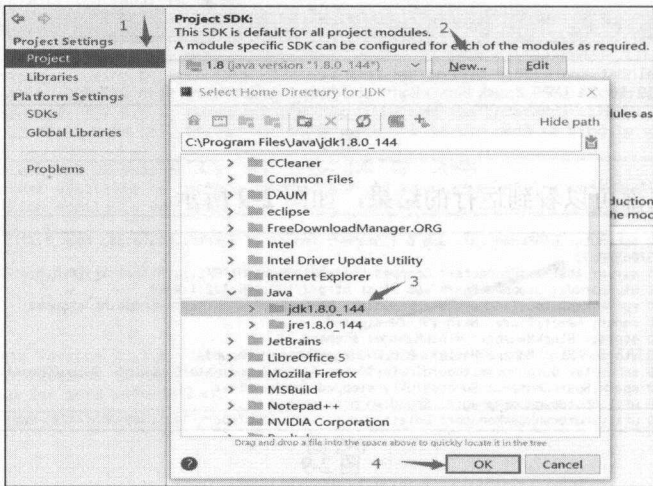 1
Project Settings
Project
Libraries
Platform Settings
SDKs
Global Libraries
Problems
Project SDK:
This SDK is default for all project modules.
A module specific SDK can be configured for each of the modules as required.
2
1.8 (java version "1.8.0_144")
New...
Edit
Select Home Directory for JDK
Hide path
C:\Program Files\Java\jdk1.8.0_144
CCleaner
Common Files
DAUM
eclipse
FreeDownloadManager.ORG
Intel
Intel Driver Update Utility
Internet Explorer
Java
3
jdk1.8.0_144
jre1.8.0_144
JetBrains
LibreOffice 5
Mozilla Firefox
MSBuild
Notepad++
NVIDIA Corporation
Drag and drop a file into the space above to quickly locate it in the tree
?
4
OK
Cancel
dules as
duction
he mod